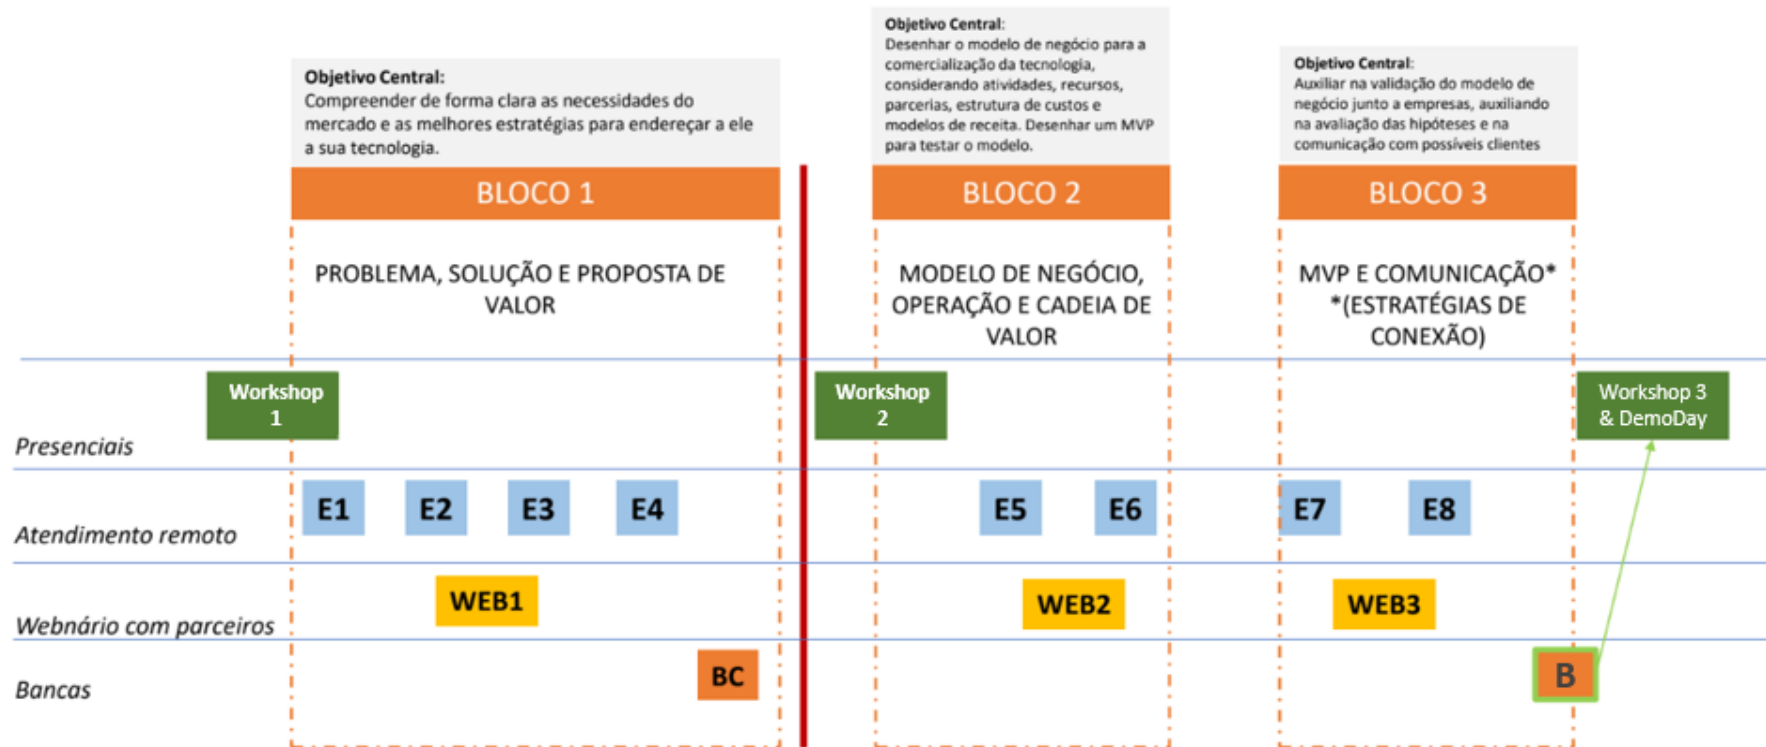 Objetivo Central:
Compreender de forma clara as necessidades do
mercado e as melhores estratégias para endereçar a ele
a sua tecnologia.
BLOCO 1
PROBLEMA, SOLUÇÃO E PROPOSTA DE
VALOR
Objetivo Central:
Desenhar o modelo de negócio para a
comercialização da tecnologia,
considerando atividades, recursos,
parcerias, estrutura de custos e
modelos de receita. Desenhar um MVP
para testar o modelo.
BLOCO 2
MODELO DE NEGÓCIO,
OPERAÇÃO E CADEIA DE
VALOR
Objetivo Central:
Auxiliar na validação do modelo de
negócio junto a empresas, auxiliando
na avaliação das hipóteses e na
comunicação com possíveis clientes
BLOCO 3
MVP E COMUNICAÇÃO*
*(ESTRATÉGIAS DE
CONEXÃO)
Presenciais
Workshop
1
Workshop
2
Workshop 3
& DemoDay
Atendimento remoto
E1
E2
E3
E4
E5
E6
E7
E8
Webnário com parceiros
WEB1
WEB2
WEB3
Bancas
BC
B